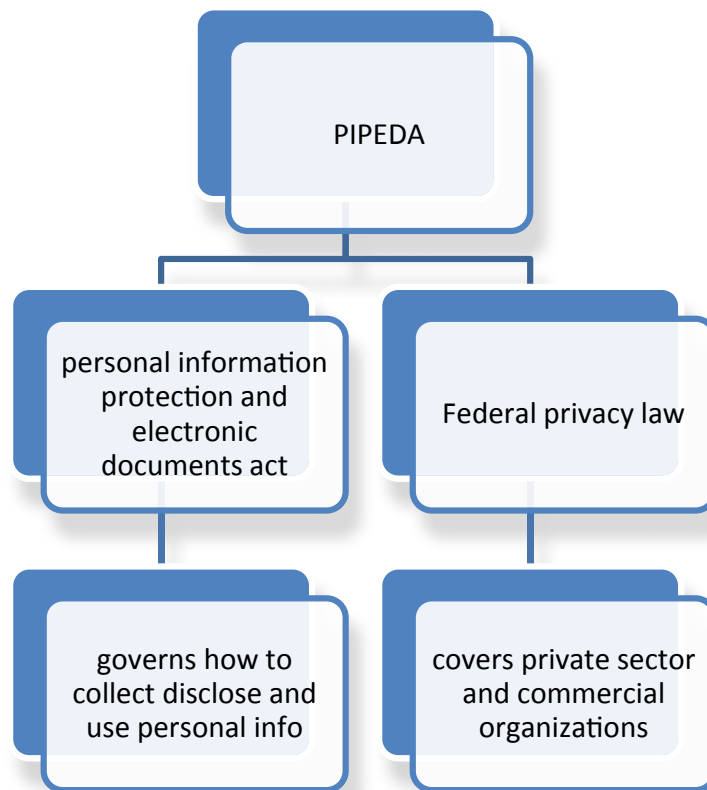 PIPEDA
personal information
protection and
electronic
documents act
Federal privacy law
governs how to
collect disclose and
use personal info
covers private sector
and commercial
organizations